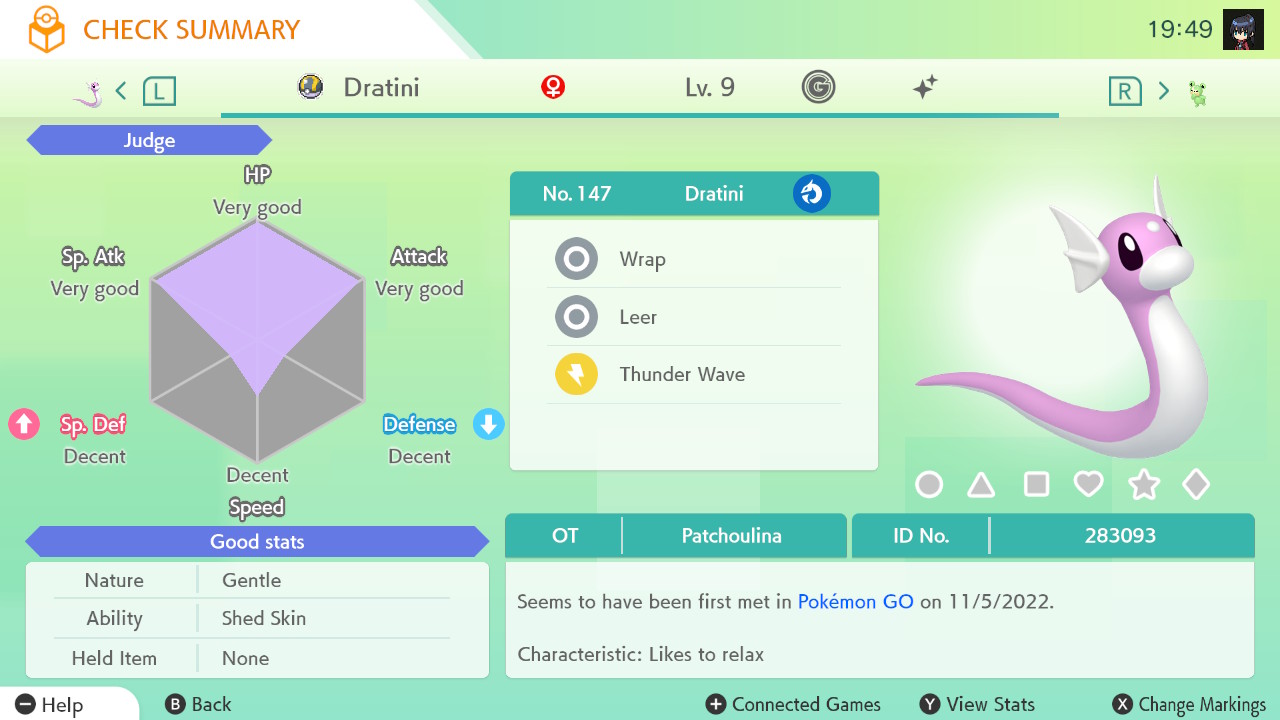 CHECK SUMMARY
19:49
L
Dratini
Lv. 9
G
R
Judge
HP
Very good
Sp. Atk
Very good
Attack
Very good
Sp. Def
Decent
Defense
Decent
Decent
Speed
Good stats
Nature Gentle
Ability Shed Skin
Held Item None
No. 147 Dratini
Wrap
Leer
Thunder Wave
OT Patchoulina ID No. 283093
Seems to have been first met in Pokémon GO on 11/5/2022.
Characteristic: Likes to relax
Help
B Back
Connected Games
Y View Stats
X Change Markings